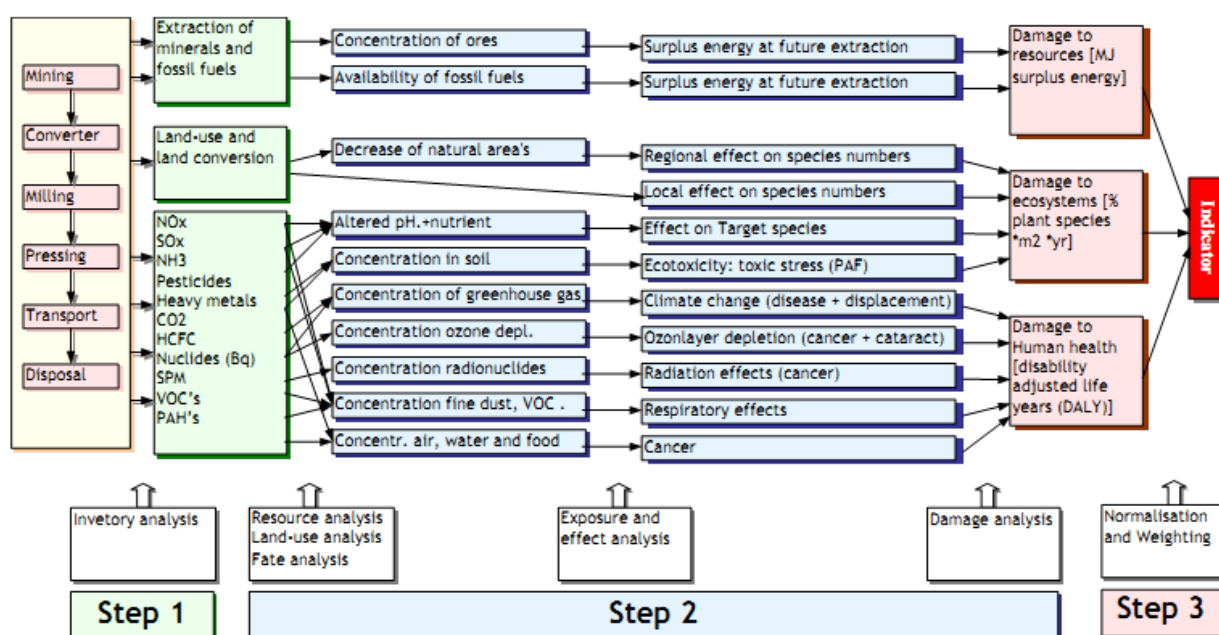 Mining
Converter
Milling
Pressing
Transport
Disposal
Extraction of
minerals and
fossil fuels
Land-use and
land conversion
NOx
SOx
NH3
Pesticides
Heavy metals
CO2
HCFC
Nuclides (Bq)
SPM
VOC's
PAH's
Concentration of ores
Availability of fossil fuels
Decrease of natural area's
Altered pH.+nutrient
Concentration in soil
Concentration of greenhouse gas
Concentration ozone depl.
Concentration radionuclides
Concentration fine dust, VOC .
Concentr. air, water and food
Surplus energy at future extraction
Surplus energy at future extraction
Regional effect on species numbers
Local effect on species numbers
Effect on Target species
Ecotoxicity: toxic stress (PAF)
Climate change (disease + displacement)
Ozonlayer depletion (cancer + cataract)
Radiation effects (cancer)
Respiratory effects
Cancer
Damage to
resources [MJ
surplus energy]
Damage to
ecosystems [%
plant species
*m2 *yr]
Damage to
Human health
[disability
adjusted life
years (DALY)]
Indicator
Invetory analysis
Resource analysis
Land-use analysis
Fate analysis
Exposure and
effect analysis
Damage analysis
Normalisation
and Weighting
Step 1
Step 2
Step 3